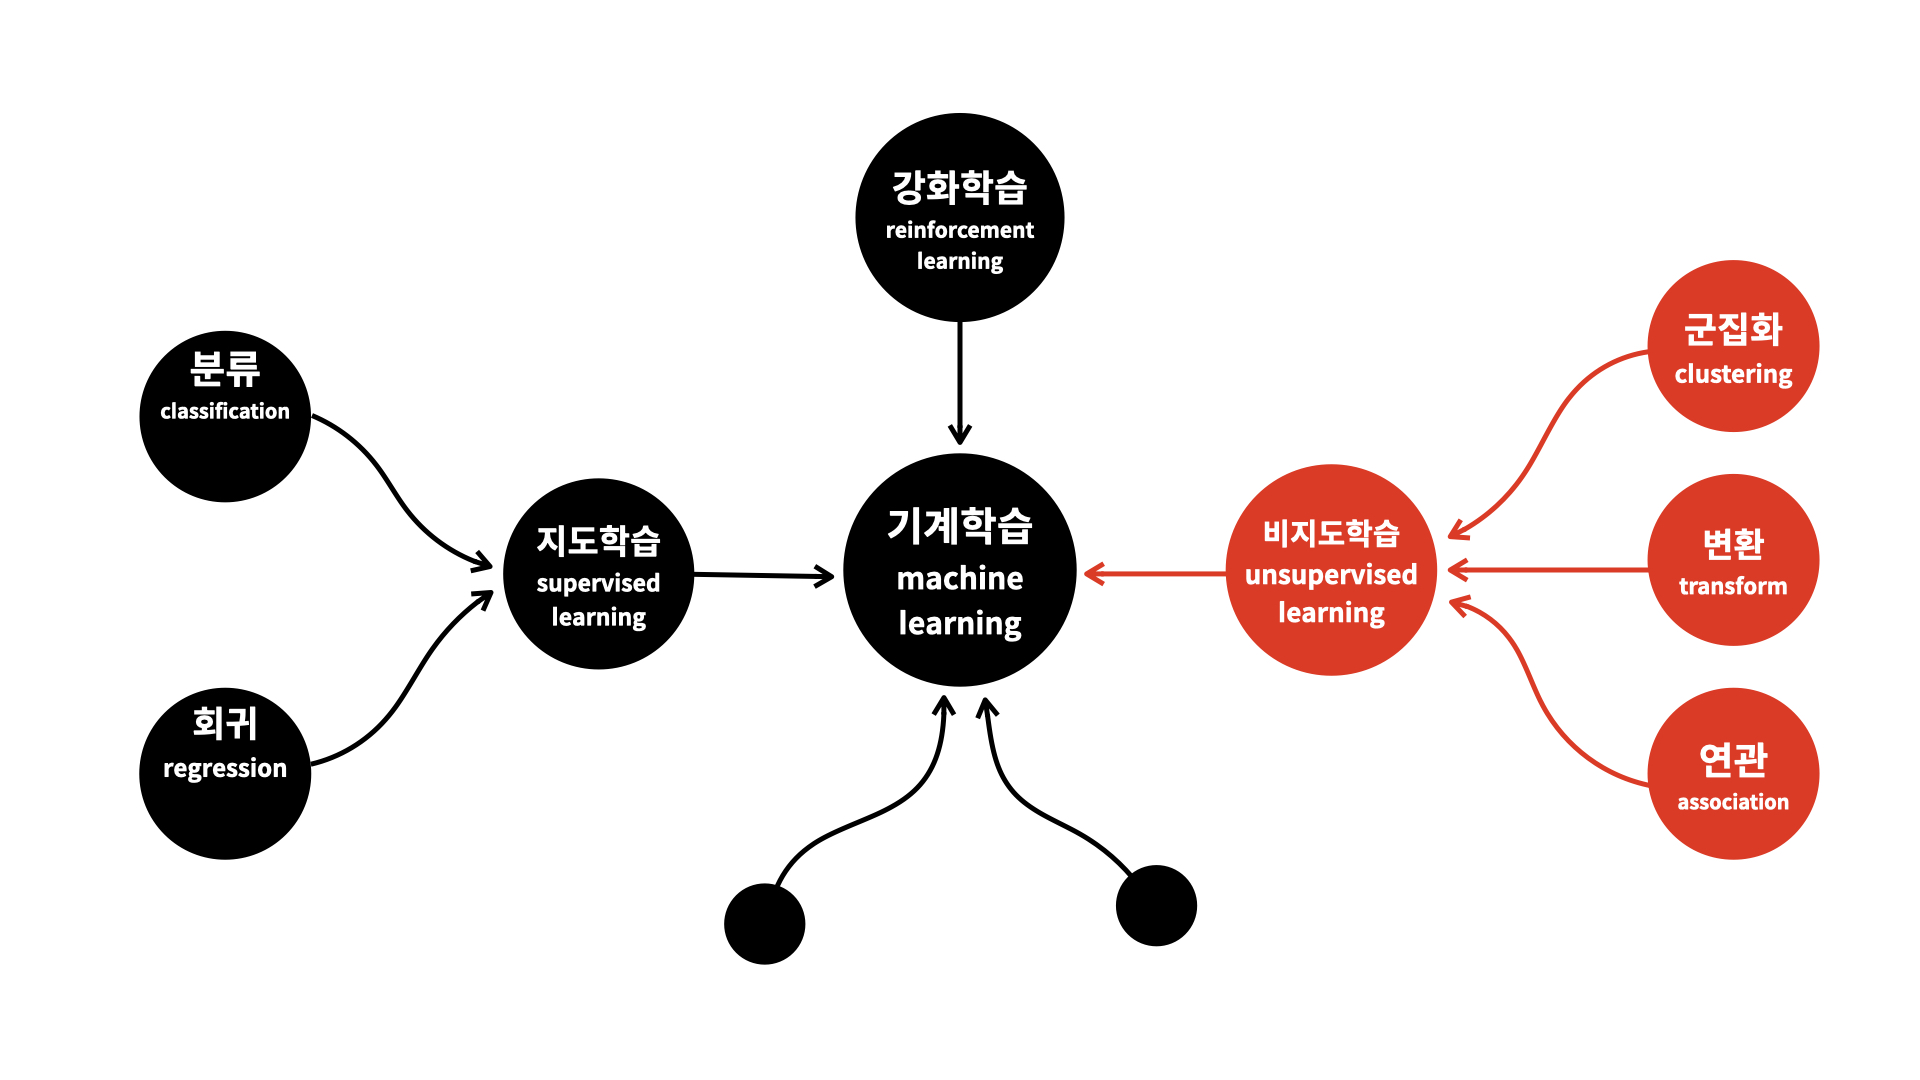 강화학습
reinforcement
learning
분류
classification
회귀
regression
지도학습
supervised
learning
기계학습
machine
learning
비지도학습
unsupervised
learning
군집화
clustering
변환
transform
연관
association